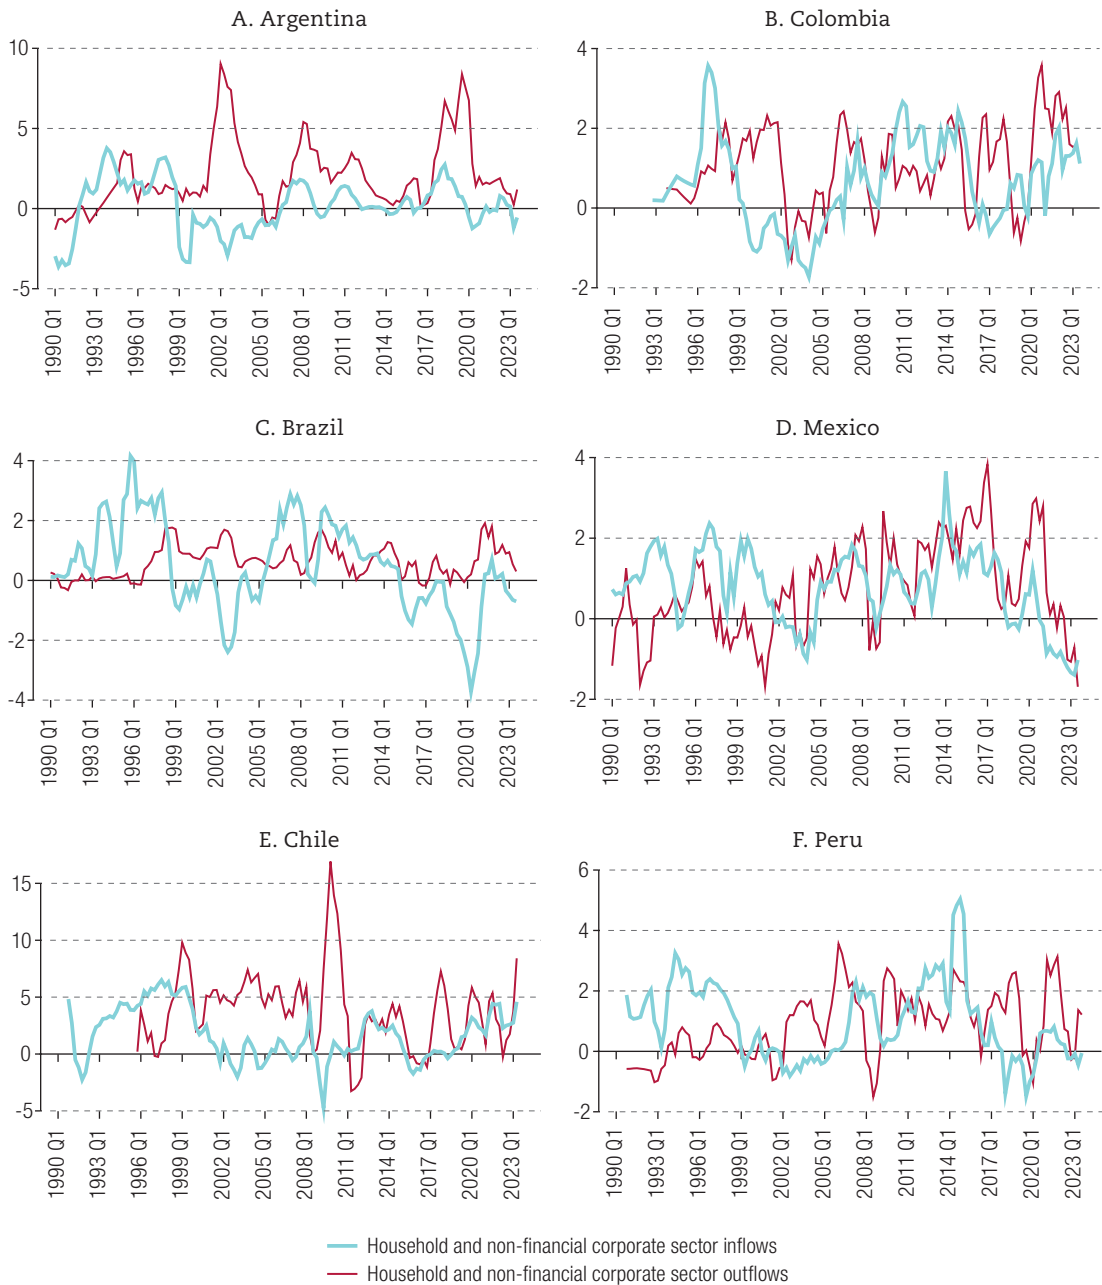 A. Argentina
10
5
0
-5
1990 Q1
1993 Q1
1996 Q1
1999 Q1
2002 Q1
2005 Q1
2008 Q1
2011 Q1
2014 Q1
2017 Q1
2020 Q1
2023 Q1
B. Colombia
4
2
0
-2
1990 Q1
1993 Q1
1996 Q1
1999 Q1
2002 Q1
2005 Q1
2008 Q1
2011 Q1
2014 Q1
2017 Q1
2020 Q1
2023 Q1
C. Brazil
4
2
0
-2
-4
1990 Q1
1993 Q1
1996 Q1
1999 Q1
2002 Q1
2005 Q1
2008 Q1
2011 Q1
2014 Q1
2017 Q1
2020 Q1
2023 Q1
D. Mexico
4
2
0
-2
1990 Q1
1993 Q1
1996 Q1
1999 Q1
2002 Q1
2005 Q1
2008 Q1
2011 Q1
2014 Q1
2017 Q1
2020 Q1
2023 Q1
E. Chile
15
10
5
0
-5
1990 Q1
1993 Q1
1996 Q1
1999 Q1
2002 Q1
2005 Q1
2008 Q1
2011 Q1
2014 Q1
2017 Q1
2020 Q1
2023 Q1
F. Peru
6
4
2
0
-2
1990 Q1
1993 Q1
1996 Q1
1999 Q1
2002 Q1
2005 Q1
2008 Q1
2011 Q1
2014 Q1
2017 Q1
2020 Q1
2023 Q1
Household and non-financial corporate sector inflows
Household and non-financial corporate sector outflows